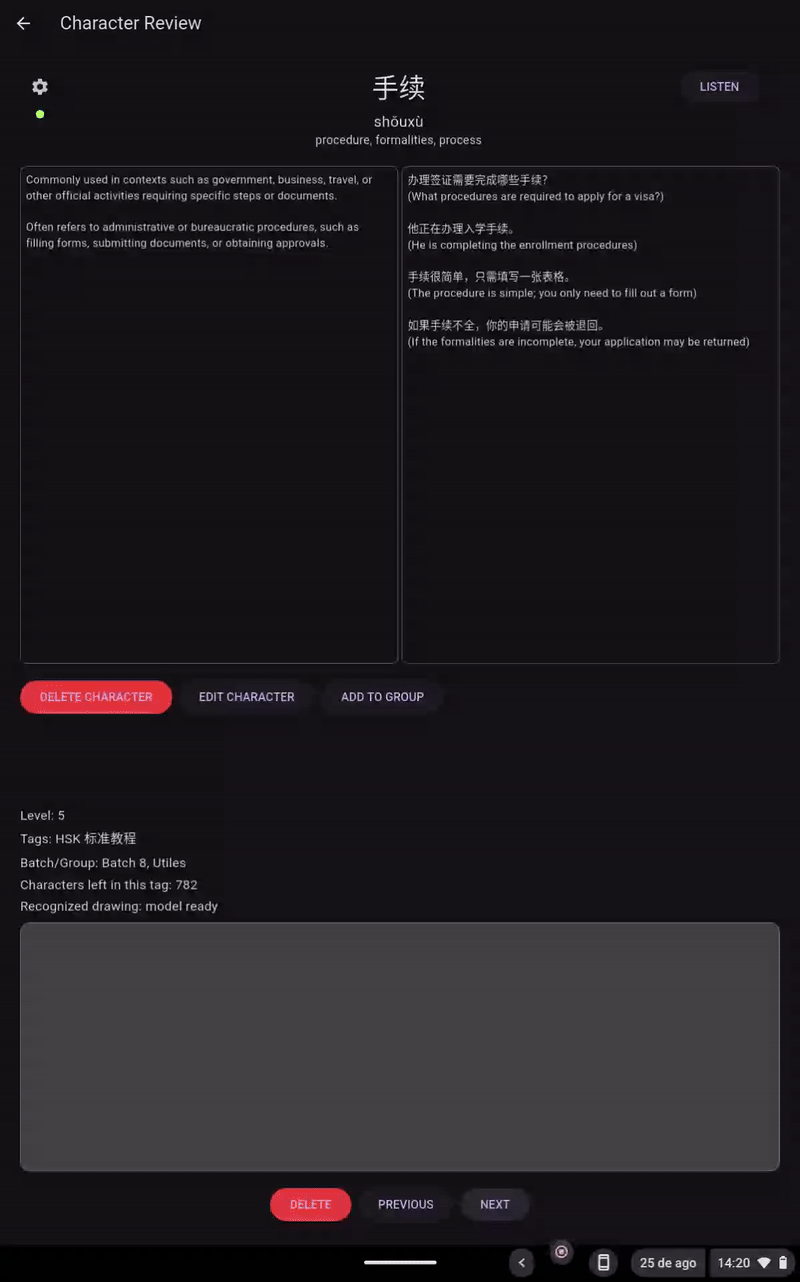 Character Review
手续
LISTEN
shǒuxù
procedure, formalities, process
Commonly used in contexts such as government, business, travel, or
other official activities requiring specific steps or documents.
Often refers to administrative or bureaucratic procedures, such as
filling forms, submitting documents, or obtaining approvals.
办理签证需要完成哪些手续?
(What procedures are required to apply for a visa?)
他正在办理入学手续。
(He is completing the enrollment procedures)
手续很简单，只需填写一张表格。
(The procedure is simple; you only need to fill out a form)
如果手续不全，你的申请可能会被退回。
(If the formalities are incomplete, your application may be returned)
DELETE CHARACTER
EDIT CHARACTER
ADD TO GROUP
Level: 5
Tags: HSK 标准教程
Batch/Group: Batch 8, Utiles
Characters left in this tag: 782
Recognized drawing: model ready
DELETE
PREVIOUS
NEXT
25 de ago
14:20